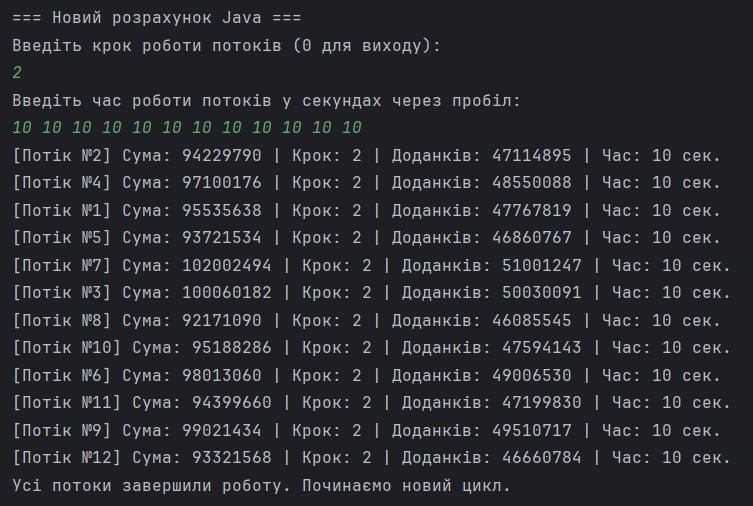 === Новий розрахунок Java ===
Введіть крок роботи потоків (0 для виходу):
2
Введіть час роботи потоків у секундах через пробіл:
10 10 10 10 10 10 10 10 10 10 10 10
[Потік №2] Сума: 94229790 | Крок: 2 | Доданків: 47114895 | Час: 10 сек.
[Потік №4] Сума: 97100176 | Крок: 2 | Доданків: 48550088 | Час: 10 сек.
[Потік №1] Сума: 95535638 | Крок: 2 | Доданків: 47767819 | Час: 10 сек.
[Потік №5] Сума: 93721534 | Крок: 2 | Доданків: 46860767 | Час: 10 сек.
[Потік №7] Сума: 102002494 | Крок: 2 | Доданків: 51001247 | Час: 10 сек.
[Потік №3] Сума: 100060182 | Крок: 2 | Доданків: 50030091 | Час: 10 сек.
[Потік №8] Сума: 92171090 | Крок: 2 | Доданків: 46085545 | Час: 10 сек.
[Потік №10] Сума: 95188286 | Крок: 2 | Доданків: 47594143 | Час: 10 сек.
[Потік №6] Сума: 98013060 | Крок: 2 | Доданків: 49006530 | Час: 10 сек.
[Потік №11] Сума: 94399660 | Крок: 2 | Доданків: 47199830 | Час: 10 сек.
[Потік №9] Сума: 99021434 | Крок: 2 | Доданків: 49510717 | Час: 10 сек.
[Потік №12] Сума: 93321568 | Крок: 2 | Доданків: 46660784 | Час: 10 сек.
Усі потоки завершили роботу. Починаємо новий цикл.